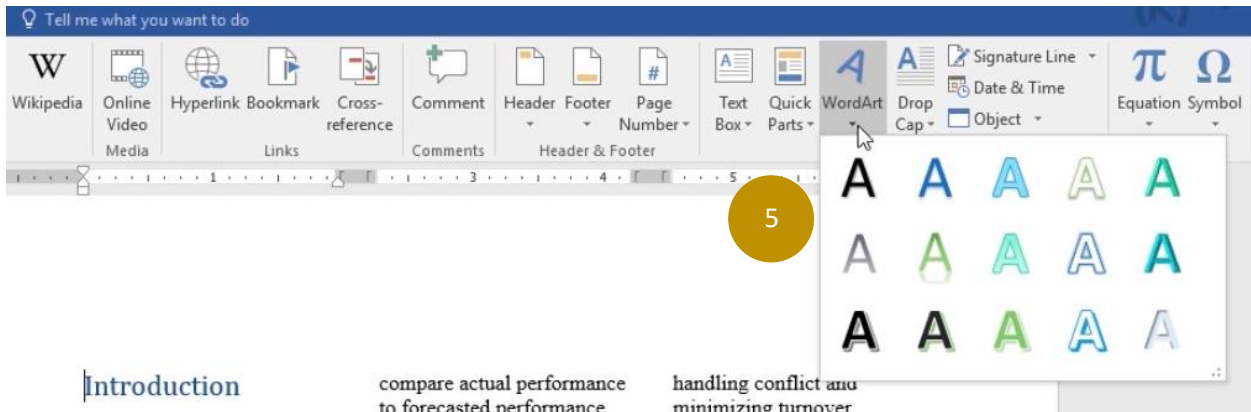 Tell me what you want to do
W
Wikipedia
Online Video
Media
Hyperlink
Bookmark
Cross-reference
Links
Comment
Comments
Header
Footer
#
Page Number
Header & Footer
A
Text Box
Quick Parts
A
WordArt
A
Drop Cap
Signature Line
Date & Time
Object
π
Equation
Ω
Symbol
1
3
4
5
5
A A A A A
A A A A A
A A A A A
Introduction
compare actual performance
to forecasted performance
handling conflict and
minimizing turnover